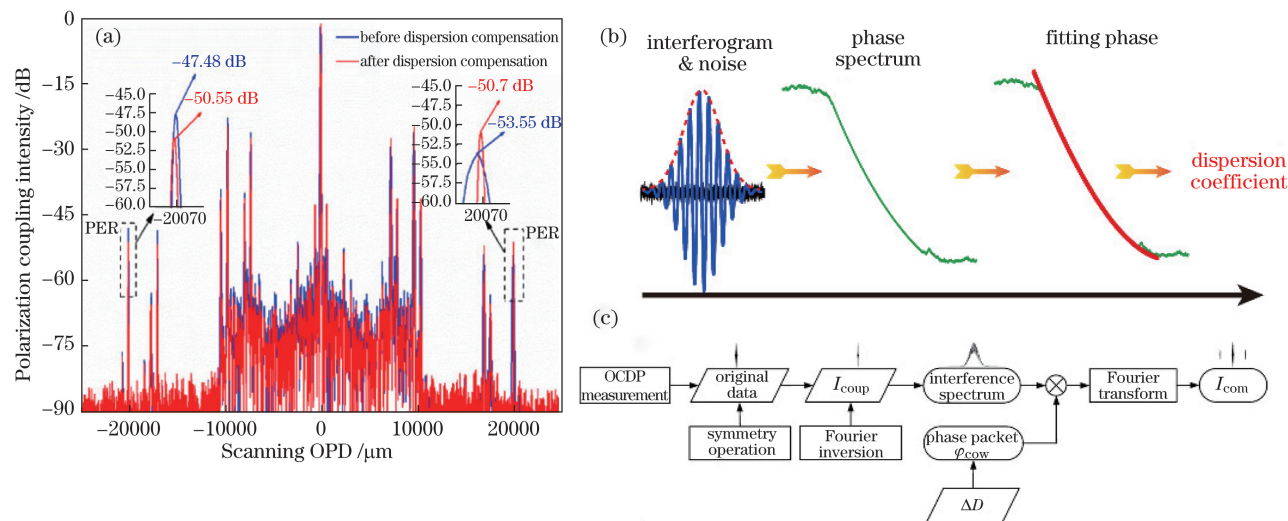 (a)
before dispersion compensation
after dispersion compensation
Polarization coupling intensity /dB
0
−15
−30
−45
−60
−75
−90
−20000
−10000
0
10000
20000
Scanning OPD /μm
−47.48 dB
−50.55 dB
−45.0
−47.5
−50.0
−52.5
−55.0
−57.5
−60.0
−20070
PER
−50.7 dB
−53.55 dB
−45.0
−47.5
−50.0
−52.5
−55.0
−57.5
−60.0
20070
PER
(b)
interferogram
& noise
phase
spectrum
fitting phase
dispersion
coefficient
(c)
OCDP
measurement
original
data
I coup
interference
spectrum
Fourier
transform
I com
symmetry
operation
Fourier
inversion
phase packet
φcow
ΔD